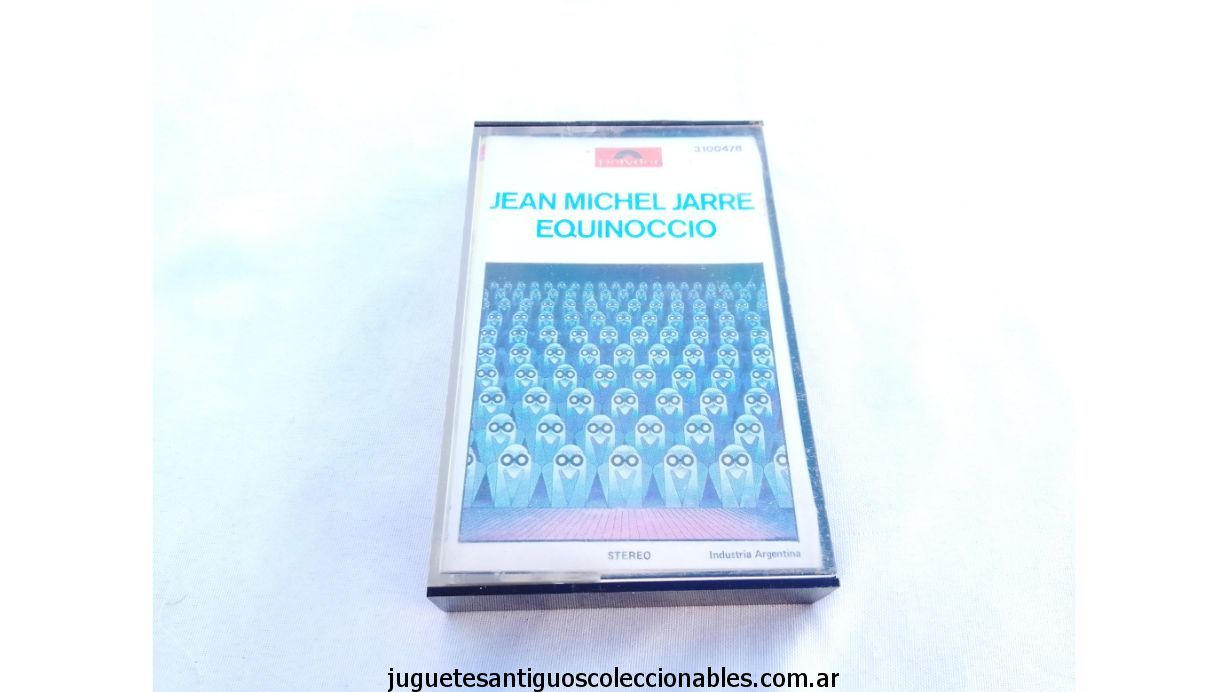 polydor
3100478
JEAN MICHEL JARRE
EQUINOCCIO
STEREO
Industria Argentina
juguetesantiguoscoleccionables.com.ar